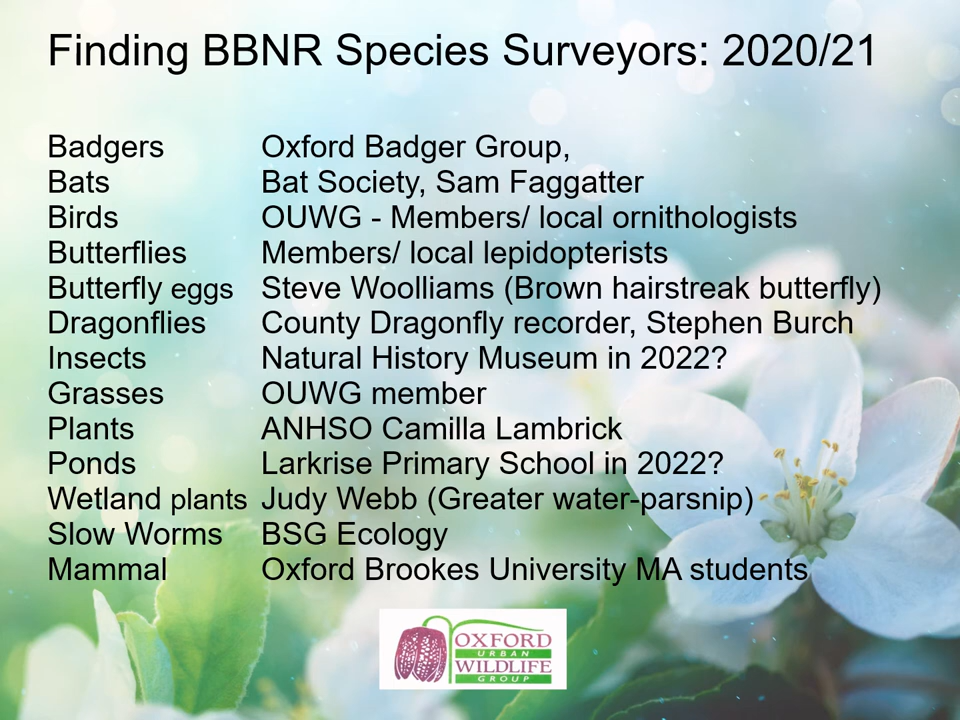 Finding BBNR Species Surveyors: 2020/21
Badgers Oxford Badger Group,
Bats Bat Society, Sam Faggatter
Birds OUWG - Members/ local ornithologists
Butterflies Members/ local lepidopterists
Butterfly eggs Steve Woolliams (Brown hairstreak butterfly)
Dragonflies County Dragonfly recorder, Stephen Burch
Insects Natural History Museum in 2022?
Grasses OUWG member
Plants ANHSO Camilla Lambrick
Ponds Larkrise Primary School in 2022?
Wetland plants Judy Webb (Greater water-parsnip)
Slow Worms BSG Ecology
Mammal Oxford Brookes University MA students
OXFORD
URBAN
WILDLIFE
GROUP